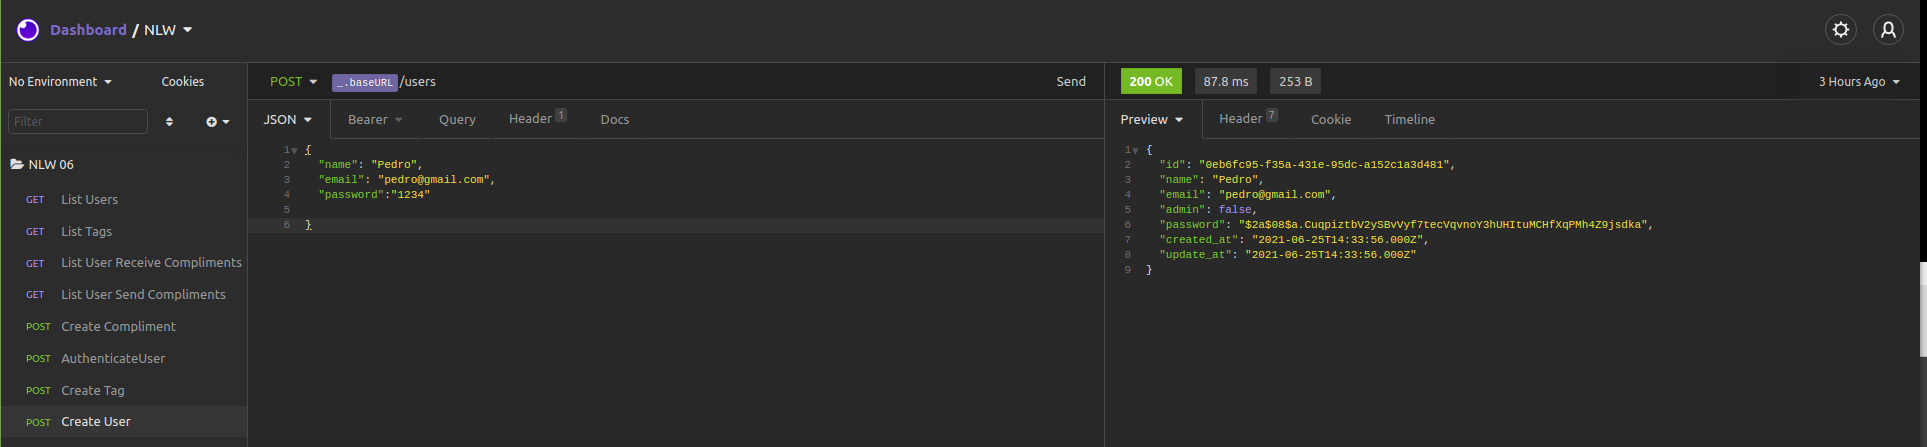 Dashboard / NLW
No Environment
Cookies
Filter
NLW 06
GET List Users
GET List Tags
GET List User Receive Compliments
GET List User Send Compliments
POST Create Compliment
POST AuthenticateUser
POST Create Tag
POST Create User
POST _.baseURL /users Send
JSON Bearer Query Header 1 Docs
1 {
2 "name": "Pedro",
3 "email": "pedro@gmail.com",
4 "password":"1234"
5
6 }
200 OK 87.8 ms 253 B 3 Hours Ago
Preview Header 7 Cookie Timeline
1 {
2 "id": "0eb6fc95-f35a-431e-95dc-a152c1a3d481",
3 "name": "Pedro",
4 "email": "pedro@gmail.com",
5 "admin": false,
6 "password": "$2a$08$a.CuqpiztbV2ySBvVyf7tecVqvnoY3hUHItuMCHfXqPMh4Z9jsdka",
7 "created_at": "2021-06-25T14:33:56.000Z",
8 "update_at": "2021-06-25T14:33:56.000Z"
9 }